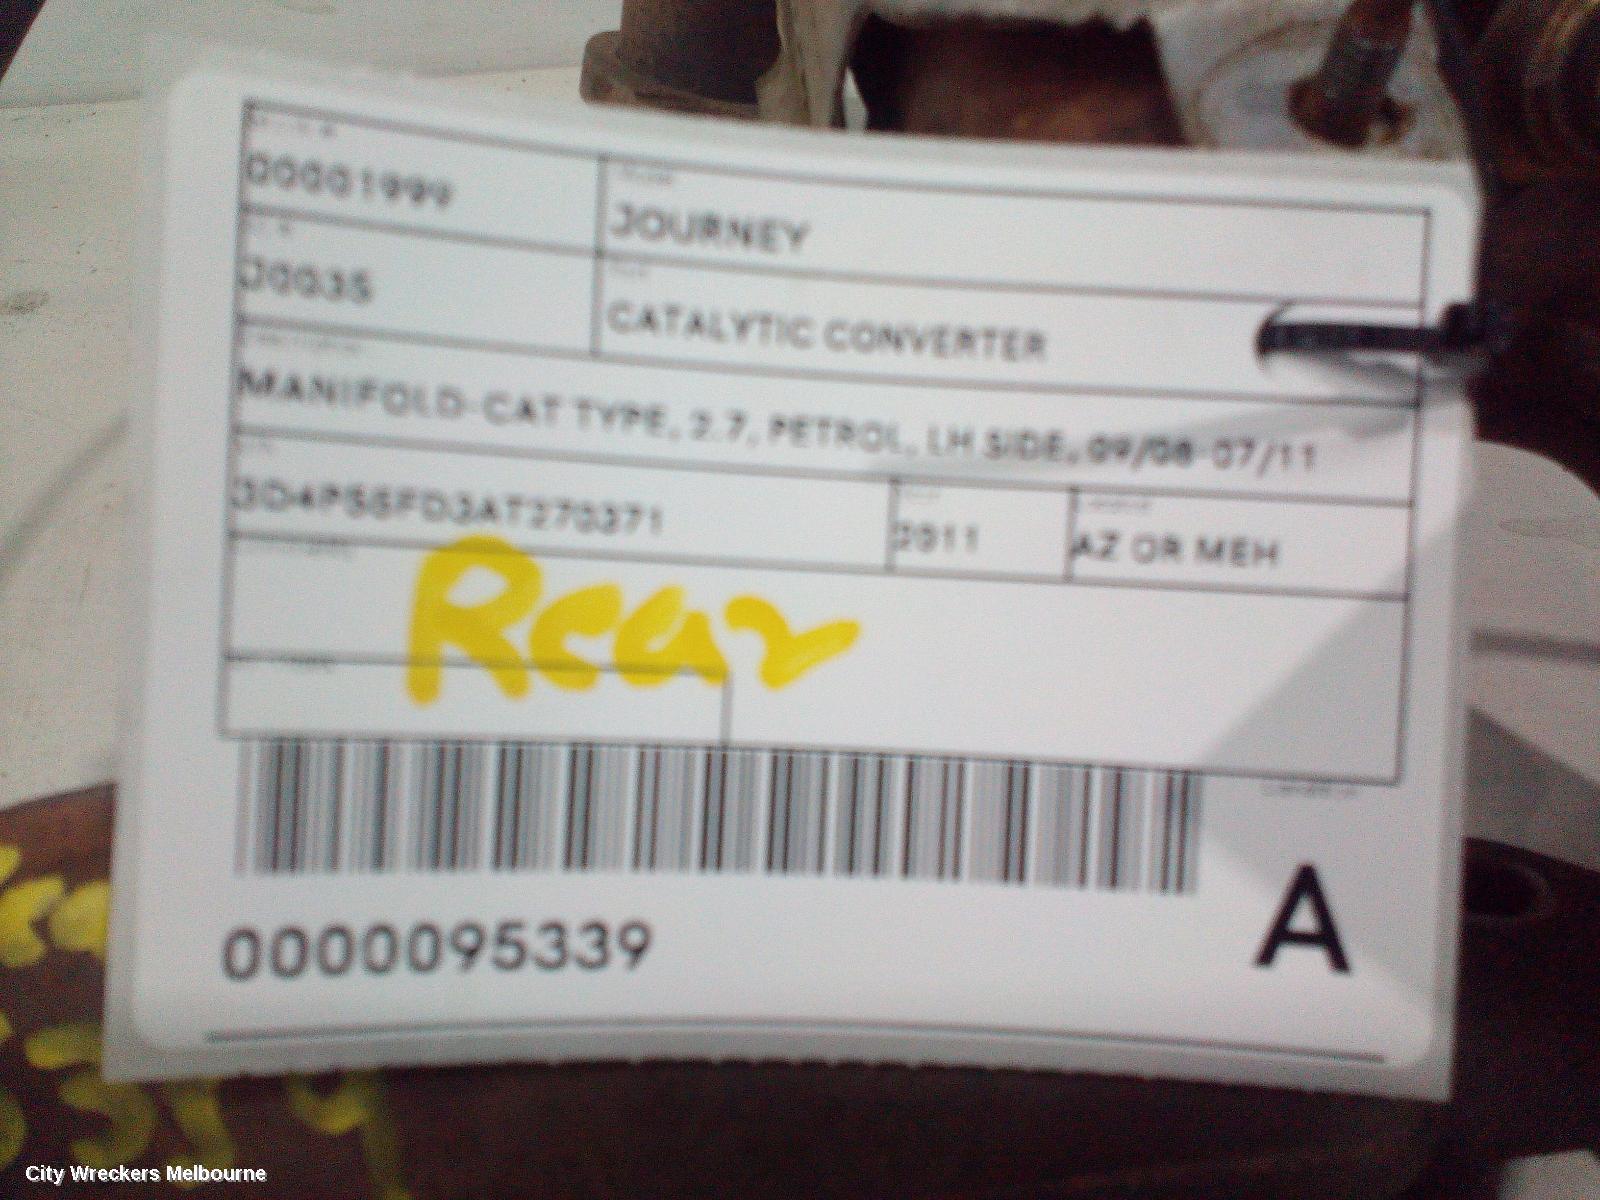 00001999
JOURNEY
J0035
CATALYTIC CONVERTER
MANIFOLD-CAT TYPE, 2.7, PETROL, LH SIDE, 09/08-07/11
3D4PS5FD3AT270371
2011
AZ OR MEH
Rear
0000095339
A
City Wreckers Melbourne